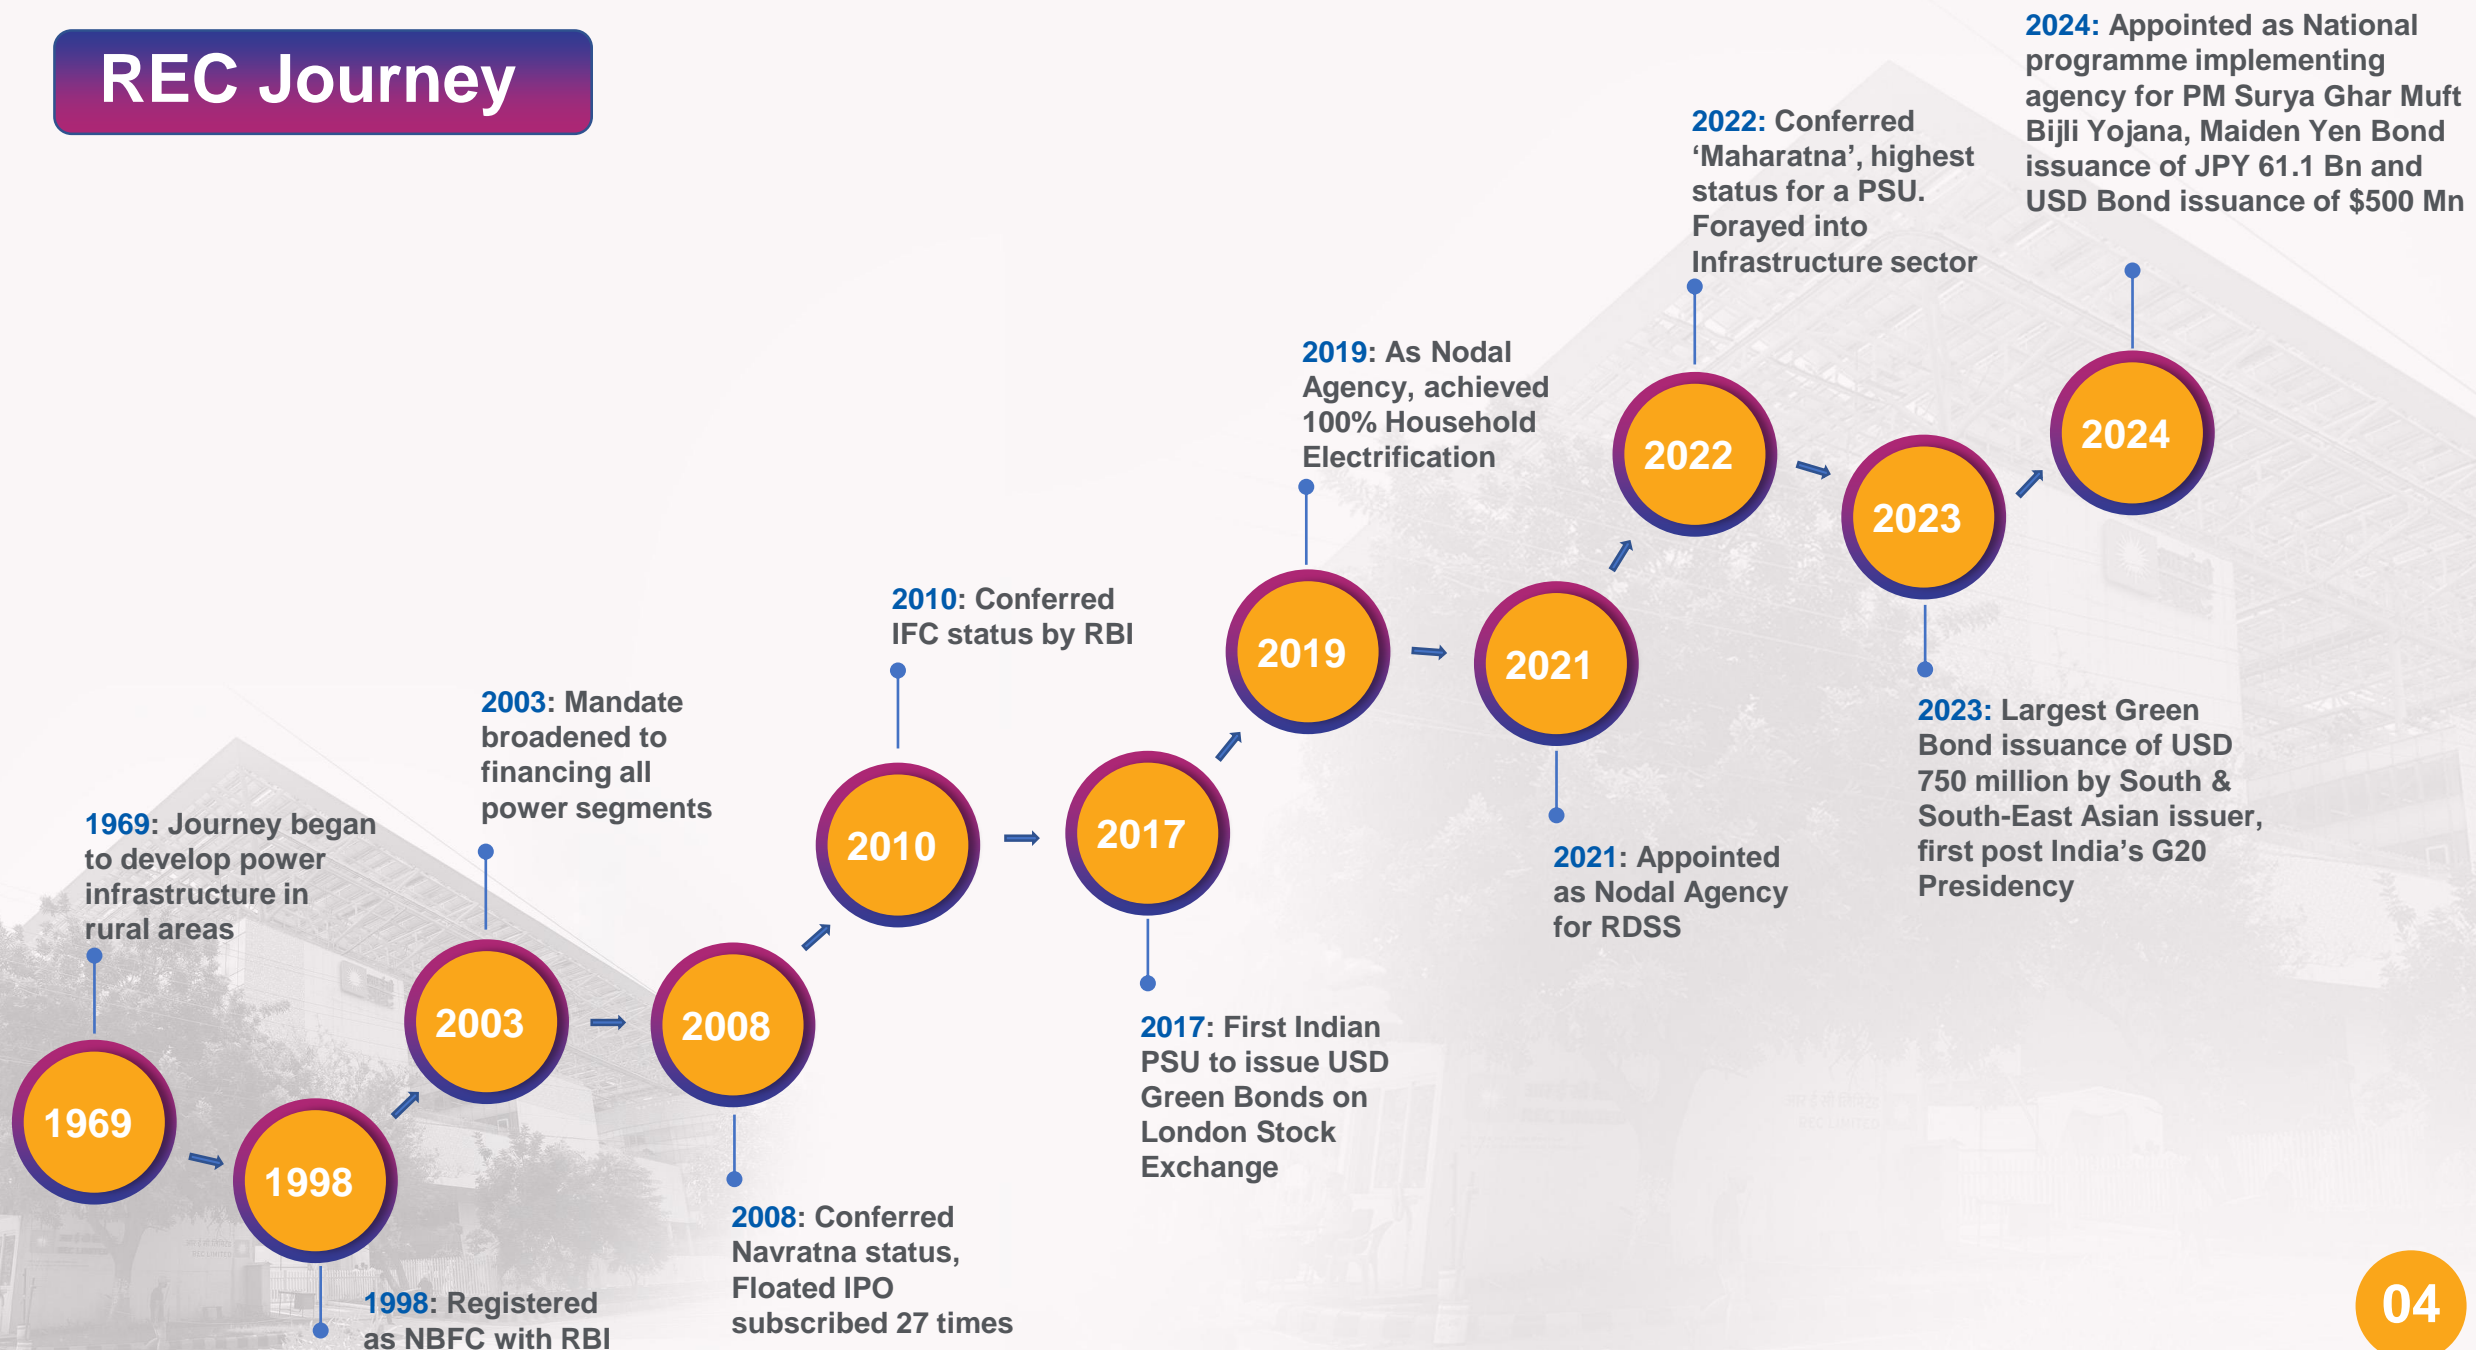 REC Journey
2024: Appointed as National
programme implementing
agency for PM Surya Ghar Muft
Bijli Yojana, Maiden Yen Bond
issuance of JPY 61.1 Bn and
USD Bond issuance of $500 Mn
2022: Conferred
‘Maharatna’, highest
status for a PSU.
Forayed into
Infrastructure sector
2019: As Nodal
Agency, achieved
100% Household
Electrification
2010: Conferred
IFC status by RBI
2003: Mandate
broadened to
financing all
power segments
1969: Journey began
to develop power
infrastructure in
rural areas
1969
1998
2003
2008
2010
2017
2019
2021
2022
2023
2024
1998: Registered
as NBFC with RBI
2008: Conferred
Navratna status,
Floated IPO
subscribed 27 times
2017: First Indian
PSU to issue USD
Green Bonds on
London Stock
Exchange
2021: Appointed
as Nodal Agency
for RDSS
2023: Largest Green
Bond issuance of USD
750 million by South &
South-East Asian issuer,
first post India’s G20
Presidency
REC LIMITED
04